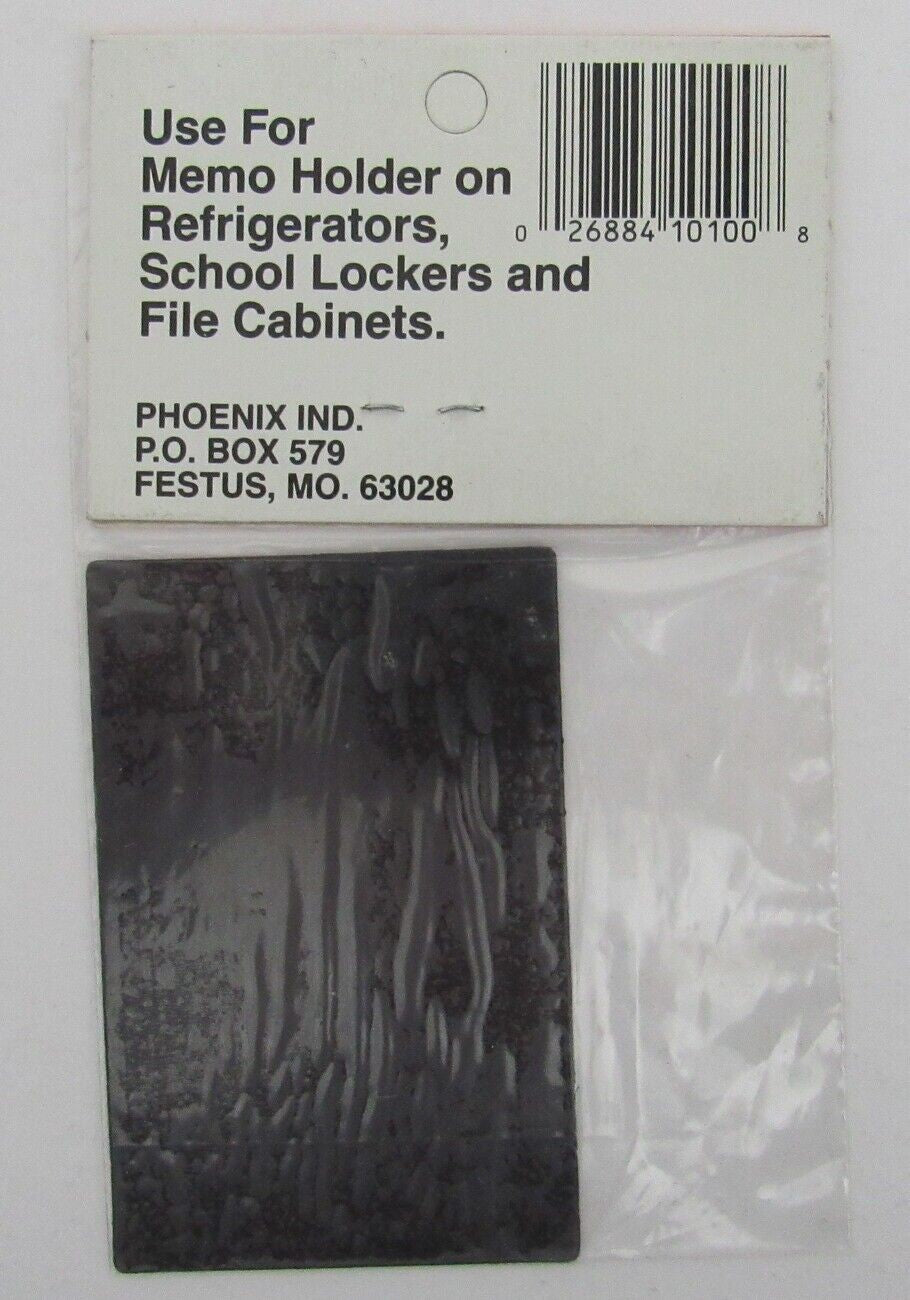 Use For
Memo Holder on
Refrigerators,
School Lockers and
File Cabinets.
0 26884 10100 8
PHOENIX IND.
P.O. BOX 579
FESTUS, MO. 63028